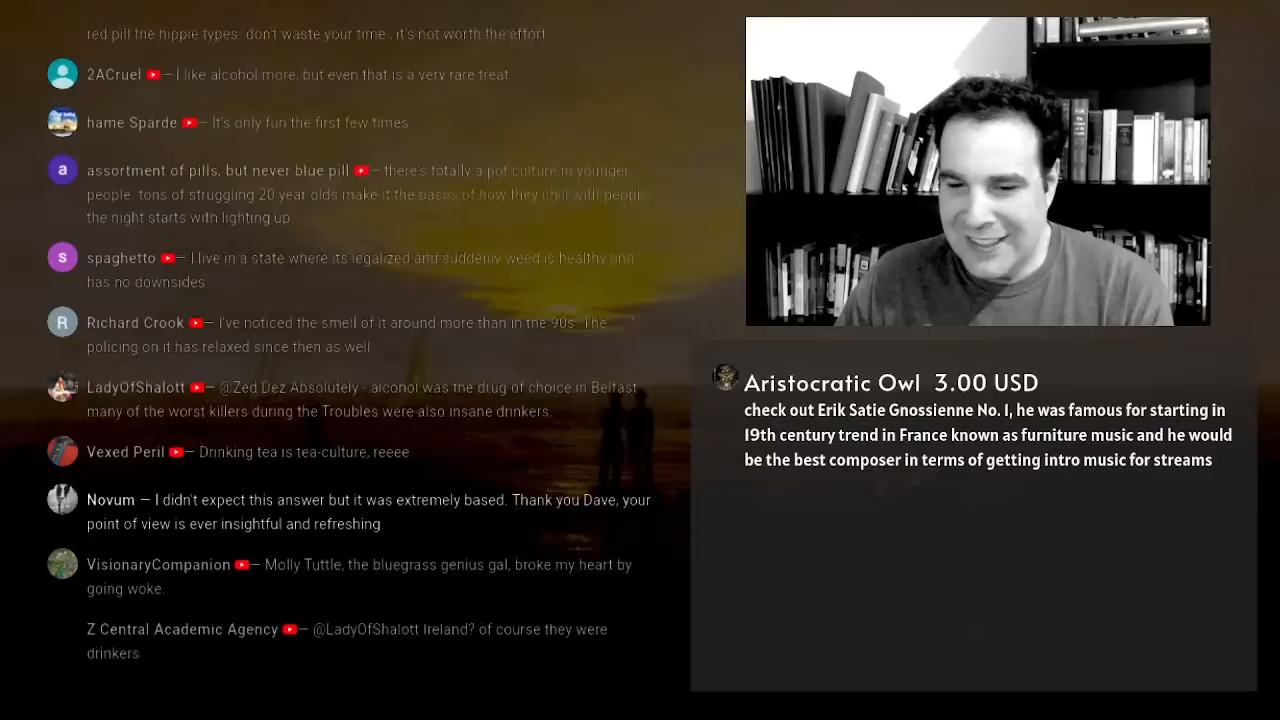 red pill the hippie types. don't waste your time , it's not worth the effort
2ACruel — I like alcohol more, but even that is a very rare treat
hame Sparde — It's only fun the first few times
a
assortment of pills, but never blue pill — there's totally a pot culture in younger
people. tons of struggling 20 year olds make it the bases of how they chill with people
the night starts with lighting up
s
spaghetto — I live in a state where its legalized and suddenly weed is healthy and
has no downsides.
R
Richard Crook — I've noticed the smell of it around more than in the 90s. The
policing on it has relaxed since then as well
LadyOfShalott — @Zed Dez Absolutely - alcohol was the drug of choice in Belfast
many of the worst killers during the Troubles were also insane drinkers.
Vexed Peril — Drinking tea is tea-culture, reeee
Novum — I didn't expect this answer but it was extremely based. Thank you Dave, your
point of view is ever insightful and refreshing.
VisionaryCompanion — Molly Tuttle, the bluegrass genius gal, broke my heart by
going woke.
Z Central Academic Agency — @LadyOfShalott Ireland? of course they were
drinkers
Aristocratic Owl 3.00 USD
check out Erik Satie Gnossienne No. 1, he was famous for starting in
19th century trend in France known as furniture music and he would
be the best composer in terms of getting intro music for streams